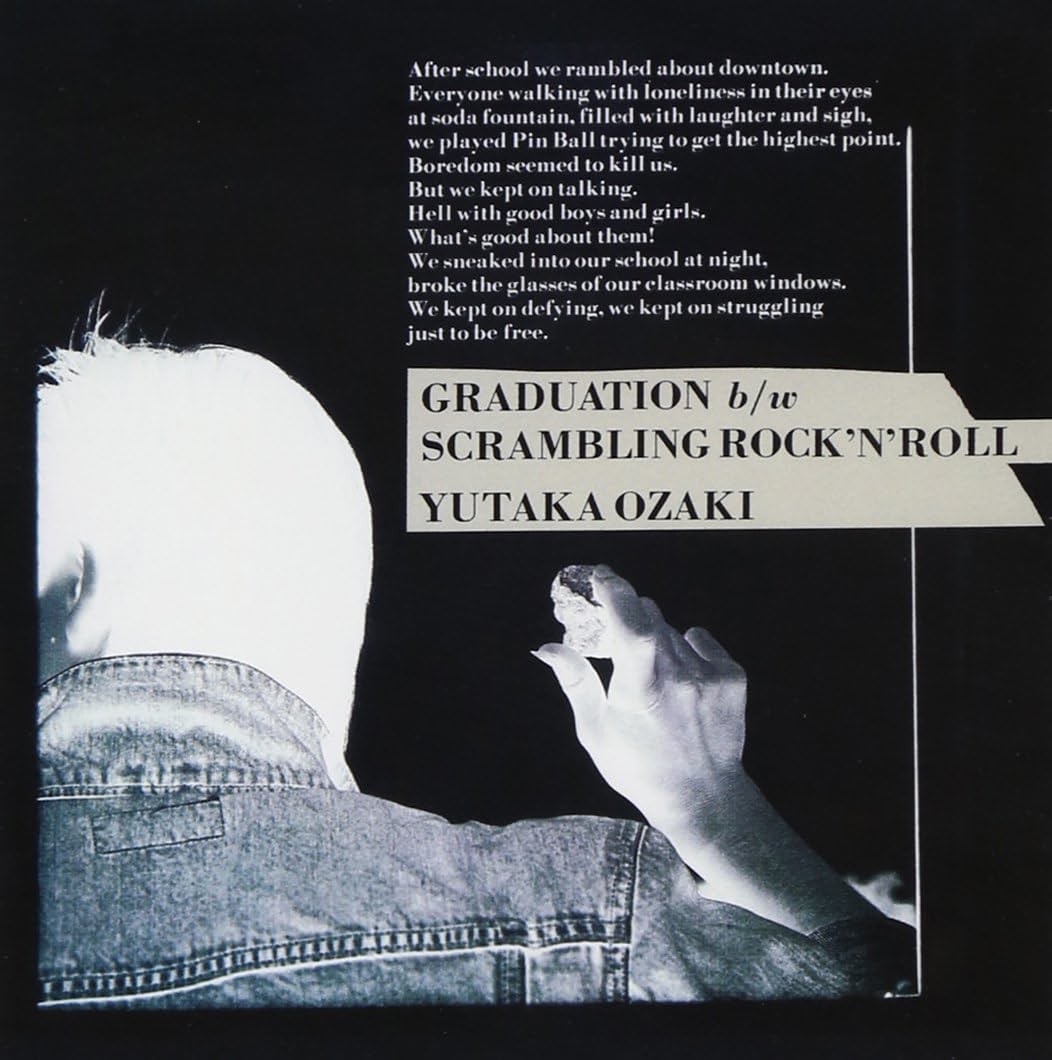 After school we rambled about downtown.
Everyone walking with loneliness in their eyes
at soda fountain, filled with laughter and sigh,
we played Pin Ball trying to get the highest point.
Boredom seemed to kill us.
But we kept on talking.
Hell with good boys and girls.
What's good about them!
We sneaked into our school at night,
broke the glasses of our classroom windows.
We kept on defying, we kept on struggling
just to be free.
GRADUATION b/w
SCRAMBLING ROCK'N'ROLL
YUTAKA OZAKI